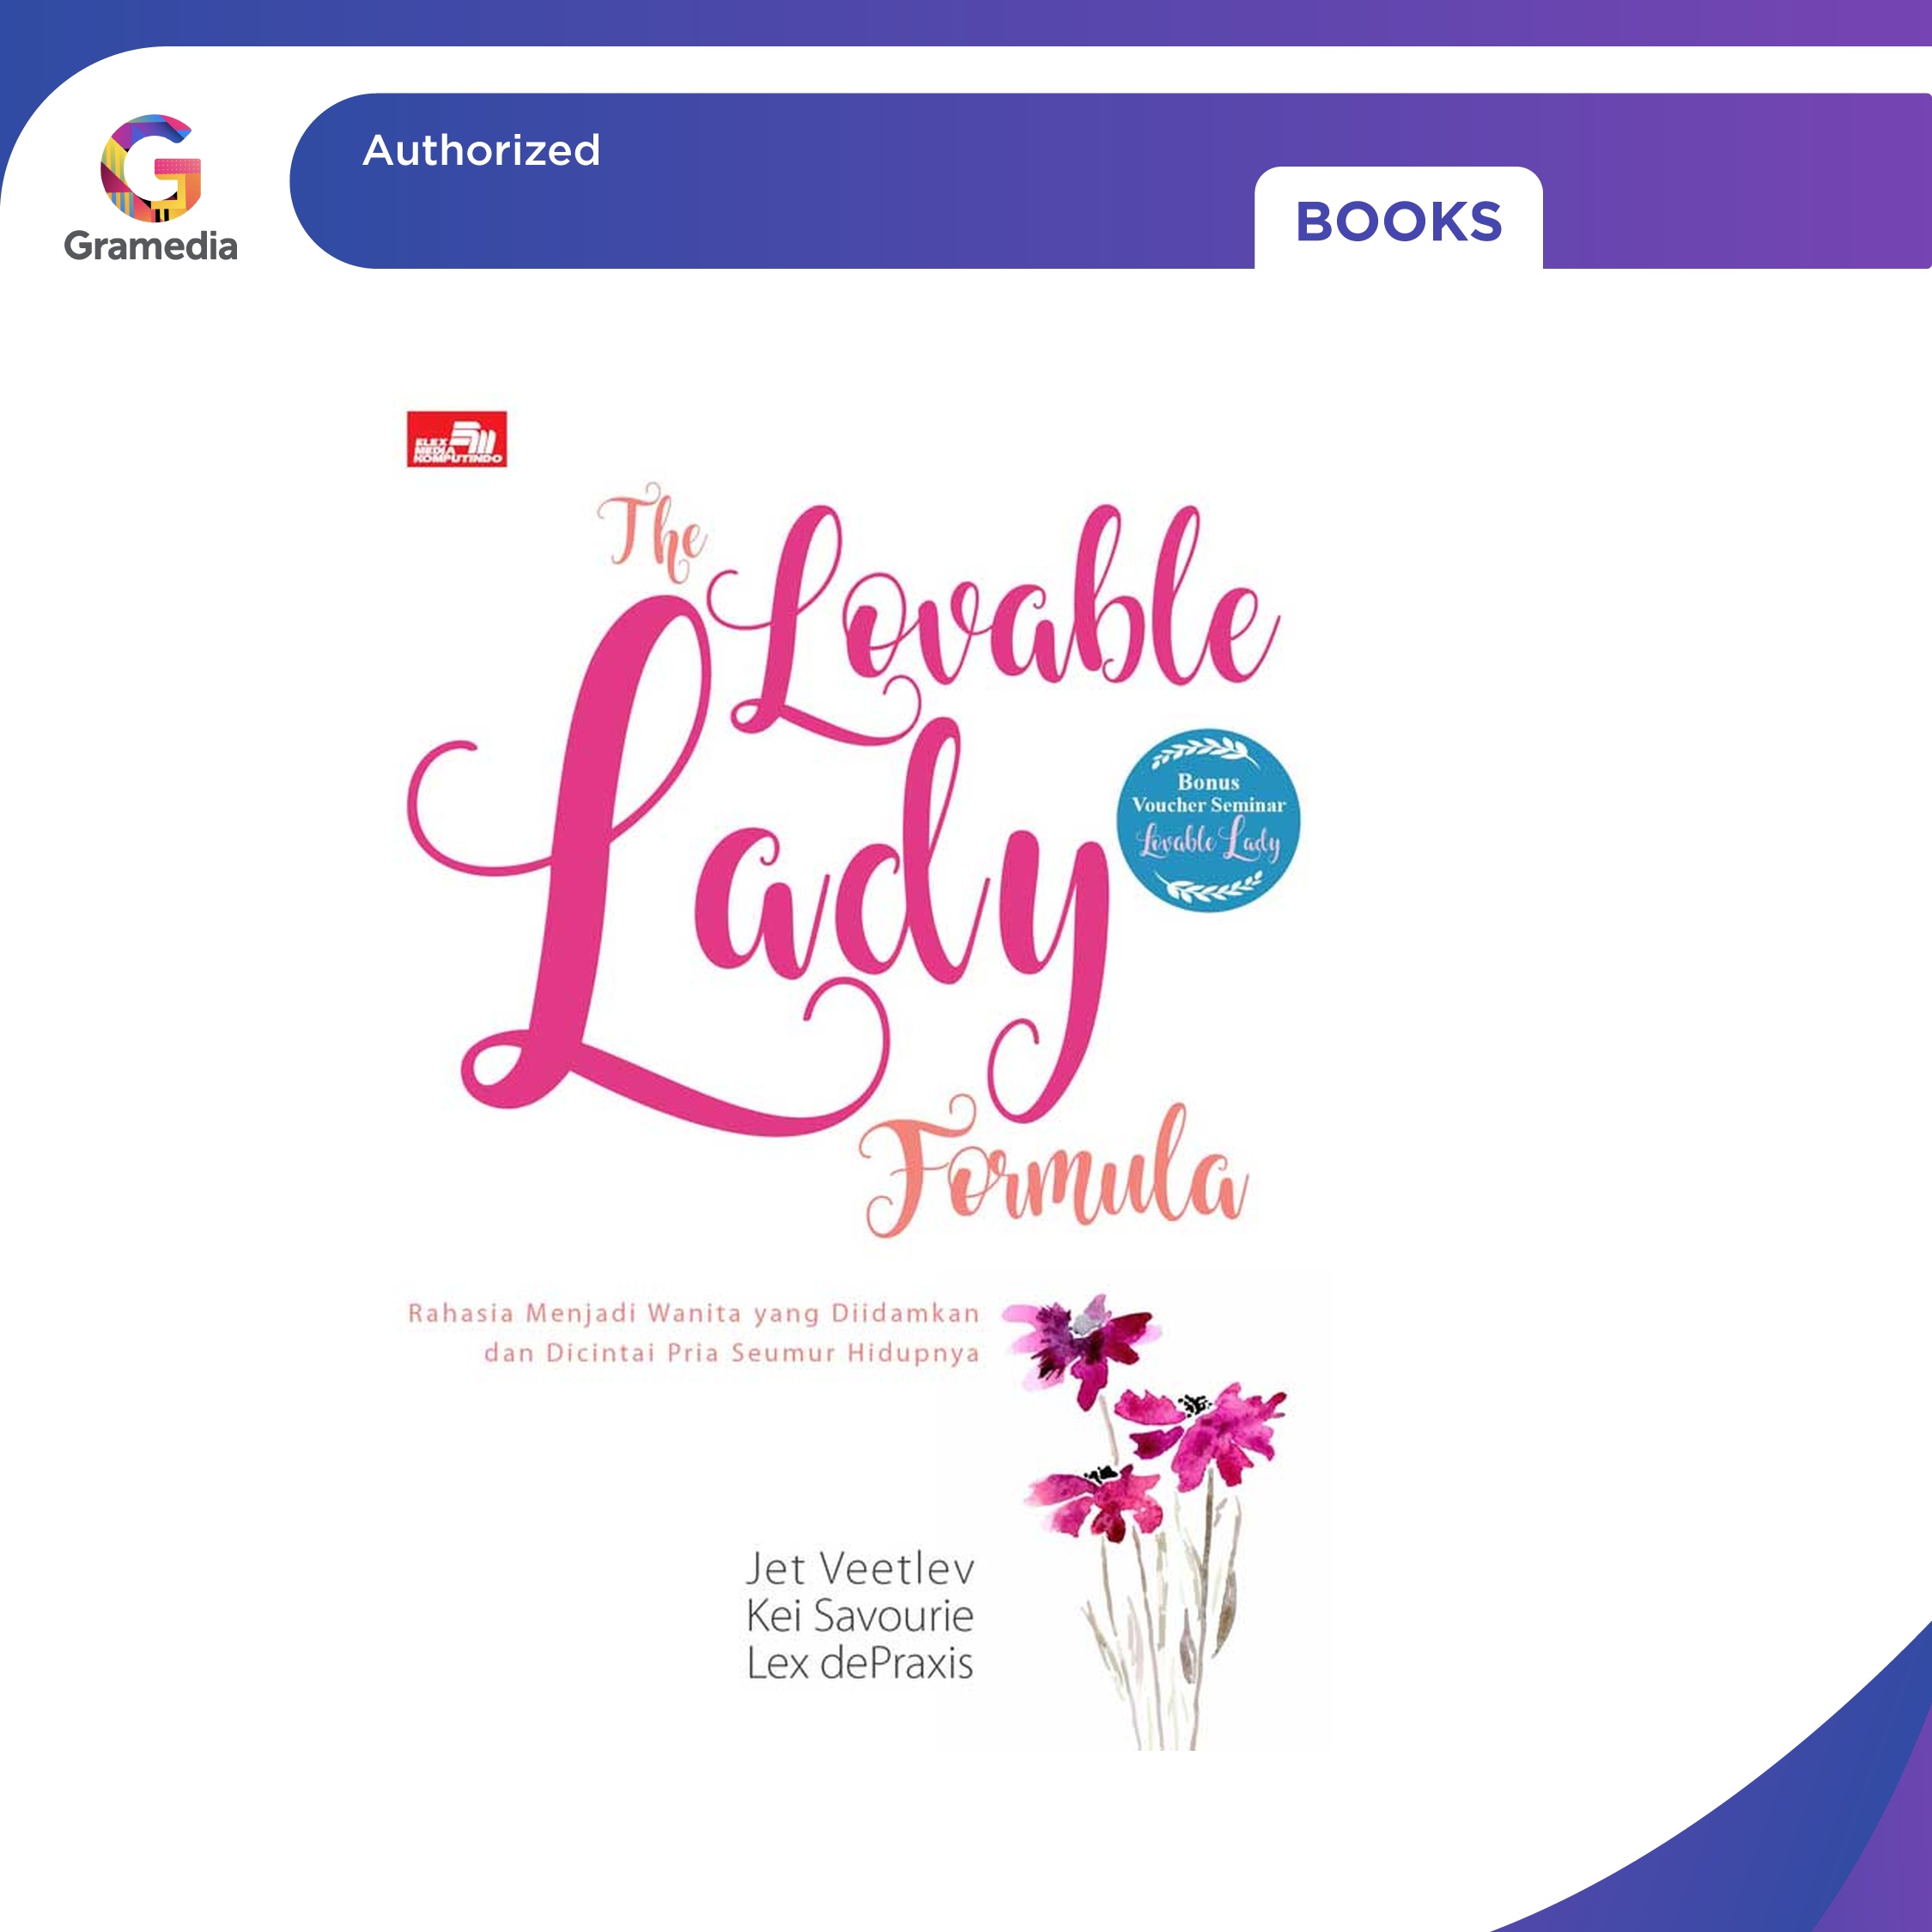 Authorized
Gramedia
BOOKS
ELEX
MEDIA
KOMPUTINDO
The
Lovable
Lady
Bonus
Voucher Seminar
Lovable Lady
Formula
Rahasia Menjadi Wanita yang Diidamkan
dan Dicintai Pria Seumur Hidupnya
Jet Veetlev
Kei Savourie
Lex dePraxis